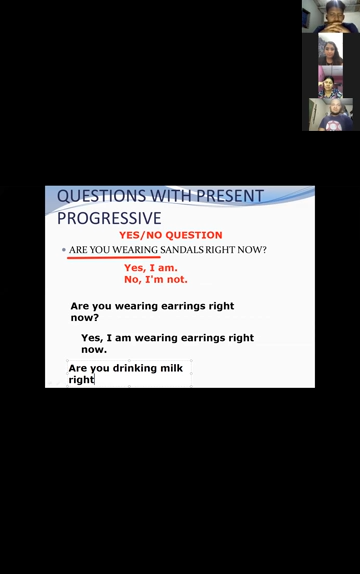 QUESTIONS WITH PRESENT
PROGRESSIVE
YES/NO QUESTION
• ARE YOU WEARING SANDALS RIGHT NOW?
Yes, I am.
No, I'm not.
Are you wearing earrings right
now?
Yes, I am wearing earrings right
now.
Are you drinking milk
right